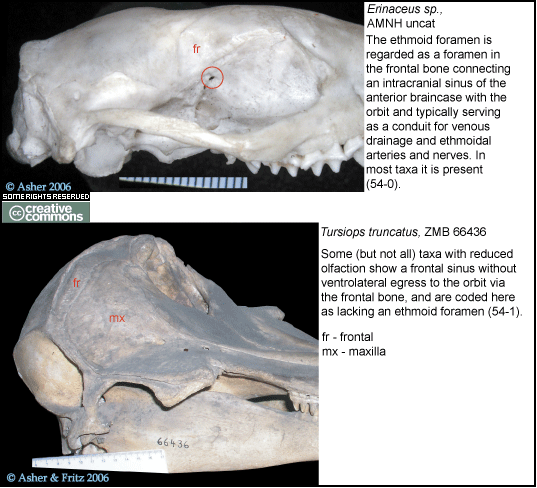 Erinaceus sp.,
AMNH uncat
The ethmoid foramen is
regarded as a foramen in
the frontal bone connecting
an intracranial sinus of the
anterior braincase with the
orbit and typically serving
as a conduit for venous
drainage and ethmoidal
arteries and nerves. In
most taxa it is present
(54-0).
fr
© Asher 2006
SOME RIGHTS RESERVED
cc creative
commons
Tursiops truncatus, ZMB 66436
Some (but not all) taxa with reduced
olfaction show a frontal sinus without
ventrolateral egress to the orbit via
the frontal bone, and are coded here
as lacking an ethmoid foramen (54-1).
fr - frontal
mx - maxilla
fr
mx
66436
© Asher & Fritz 2006